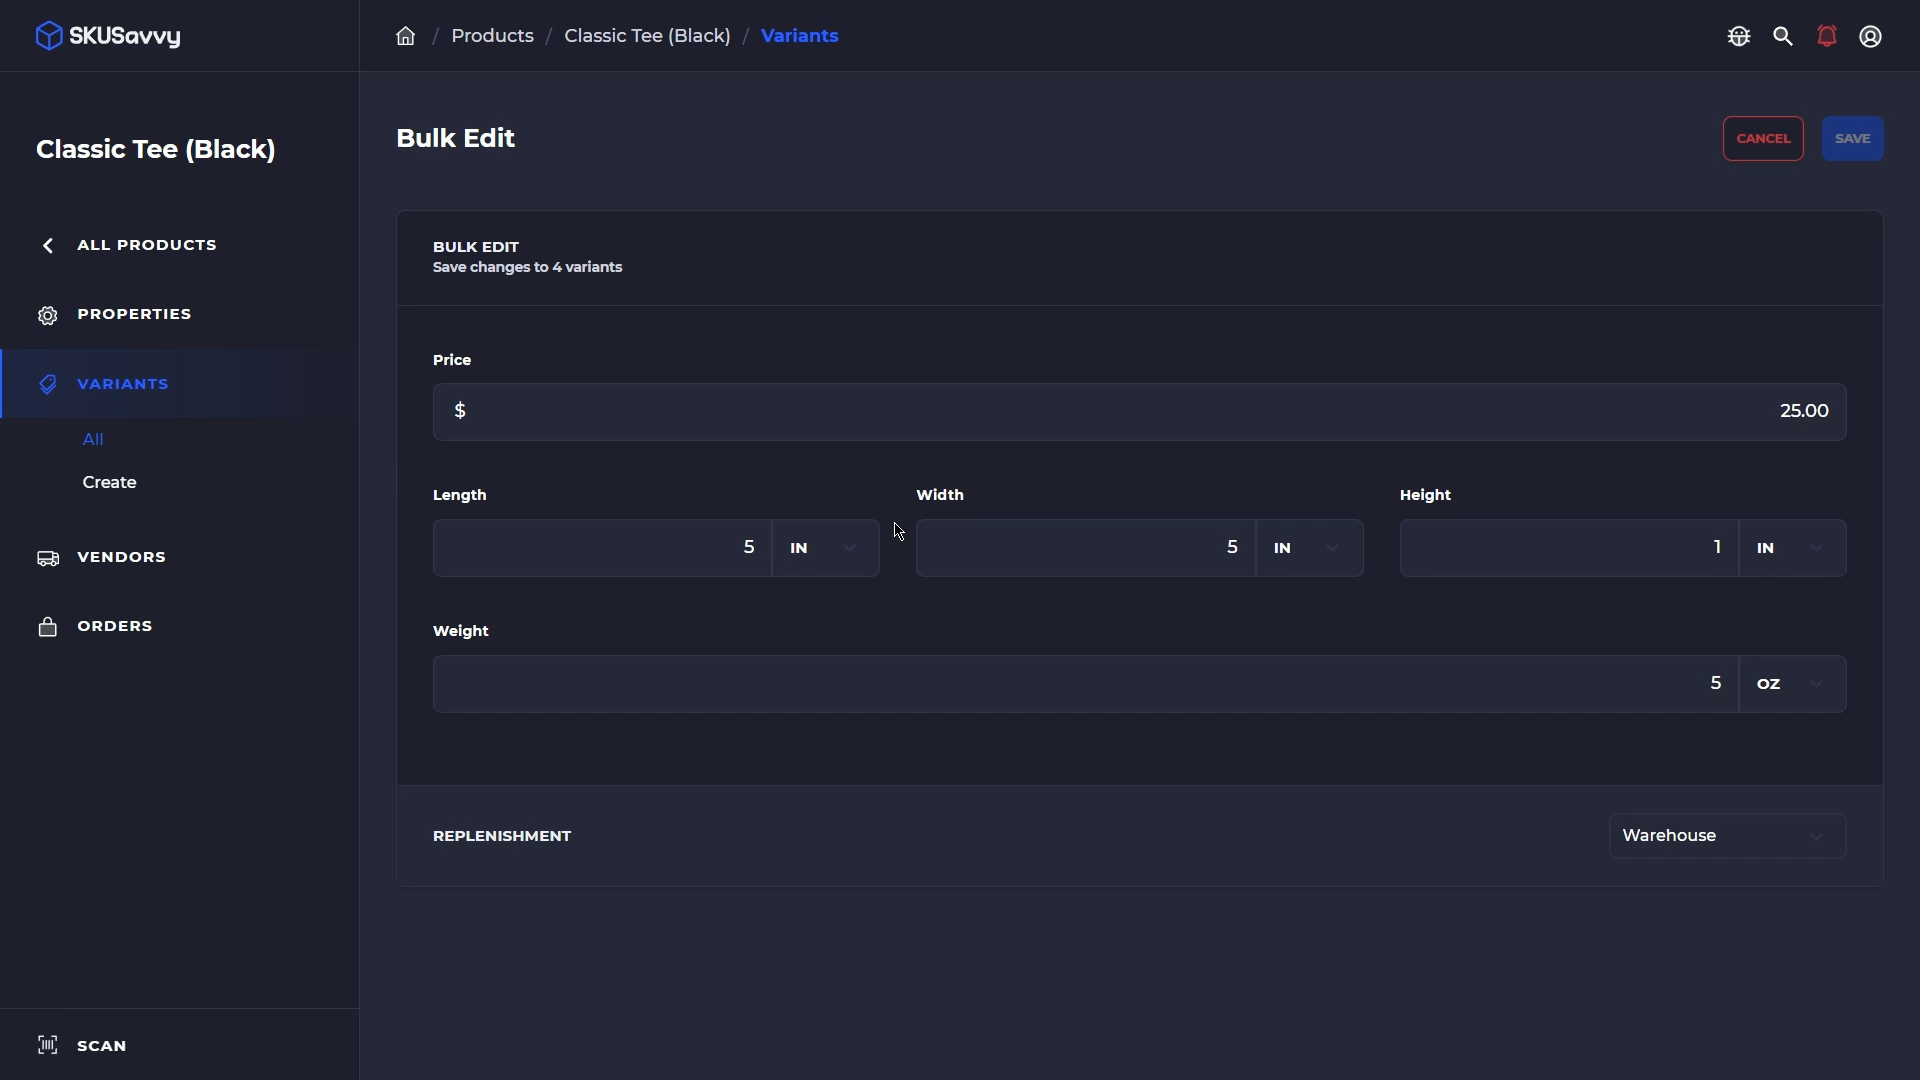 SKUSavvy
/ Products / Classic Tee (Black) / Variants
Classic Tee (Black)
ALL PRODUCTS
PROPERTIES
VARIANTS
All
Create
VENDORS
ORDERS
SCAN
Bulk Edit
CANCEL
SAVE
BULK EDIT
Save changes to 4 variants
Price
$ 25.00
Length Width Height
5 IN 5 IN 1 IN
Weight
5 OZ
REPLENISHMENT
Warehouse